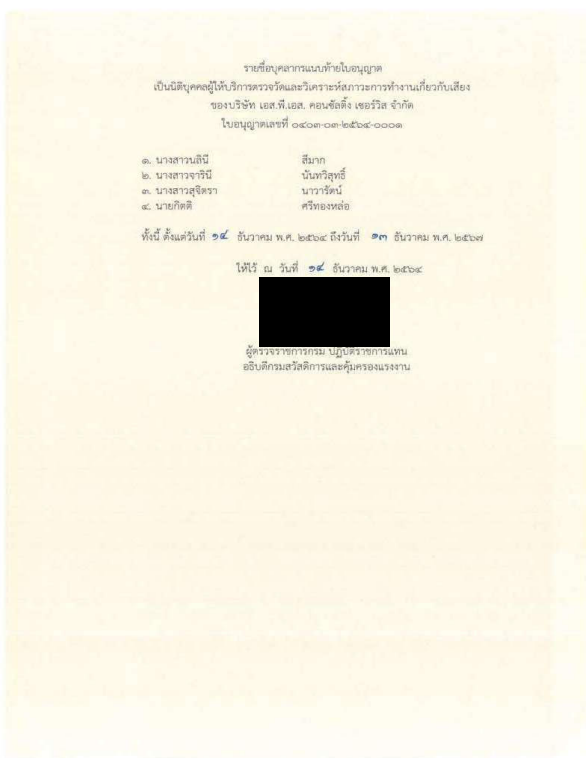 รายชื่อบุคลากรแนบท้ายใบอนุญาต
เป็นนิติบุคคลผู้ให้บริการตรวจวัดและวิเคราะห์สภาวะการทำงานเกี่ยวกับเสียง
ของบริษัท เอส.พี.เอส. คอนซัลติ้ง เซอร์วิส จำกัด
ใบอนุญาตเลขที่ ๐๔๐๓-๐๓-๒๕๖๔-๐๐๐๑
๑. นางสาวนลินี สีมาก
๒. นางสาวจารินี นันทวิสุทธิ์
๓. นางสาวสุจิตรา นาวารัตน์
๔. นายกิตติ ศรีทองหล่อ
ทั้งนี้ ตั้งแต่วันที่ ๑๔ ธันวาคม พ.ศ. ๒๕๖๔ ถึงวันที่ ๑๓ ธันวาคม พ.ศ. ๒๕๖๗
ให้ไว้ ณ วันที่ ๑๔ ธันวาคม พ.ศ. ๒๕๖๔
ผู้ตรวจราชการกรม ปฏิบัติราชการแทน
อธิบดีกรมสวัสดิการและคุ้มครองแรงงาน